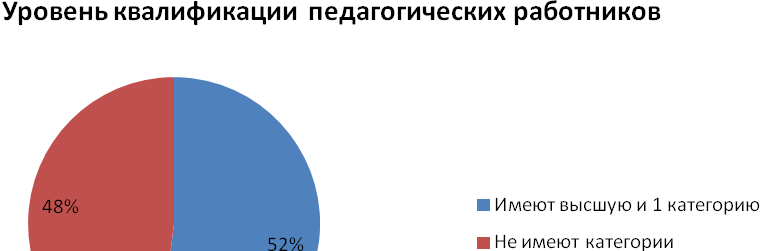 Уровень квалификации педагогических работников
48%
Имеют высшую и 1 категорию
52%
Не имеют категории